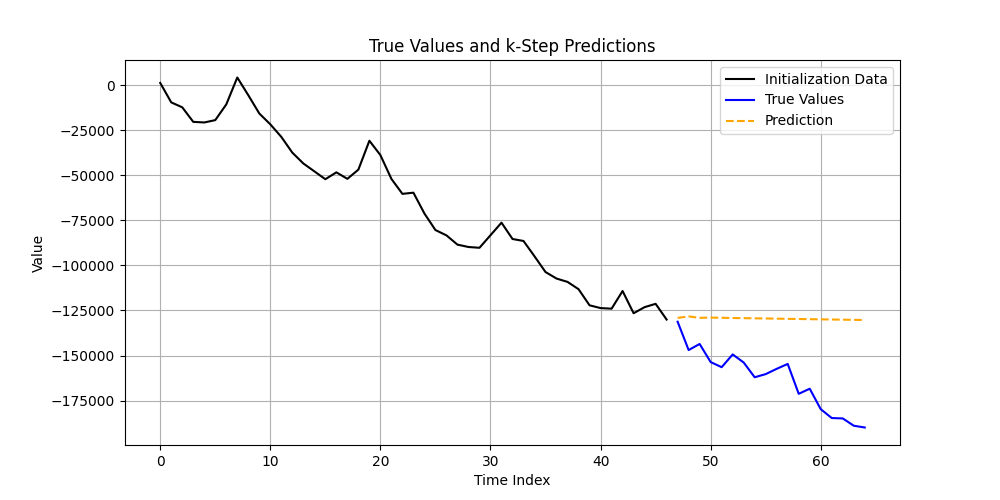 True Values and k-Step Predictions
Initialization Data
True Values
Prediction
0
−25000
−50000
−75000
−100000
−125000
−150000
−175000
Value
0 10 20 30 40 50 60
Time Index